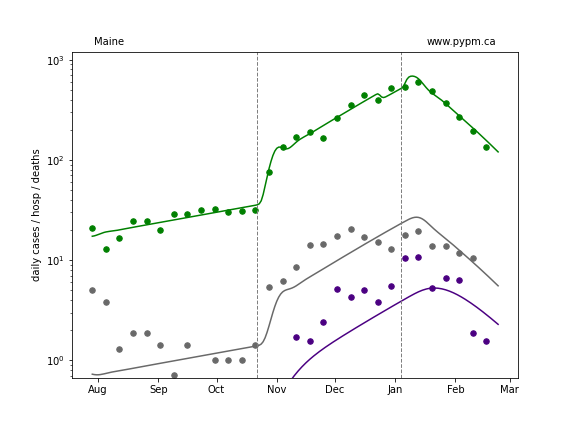 Maine
www.pypm.ca
daily cases / hosp / deaths
10³
10²
10¹
10⁰
Aug Sep Oct Nov Dec Jan Feb Mar